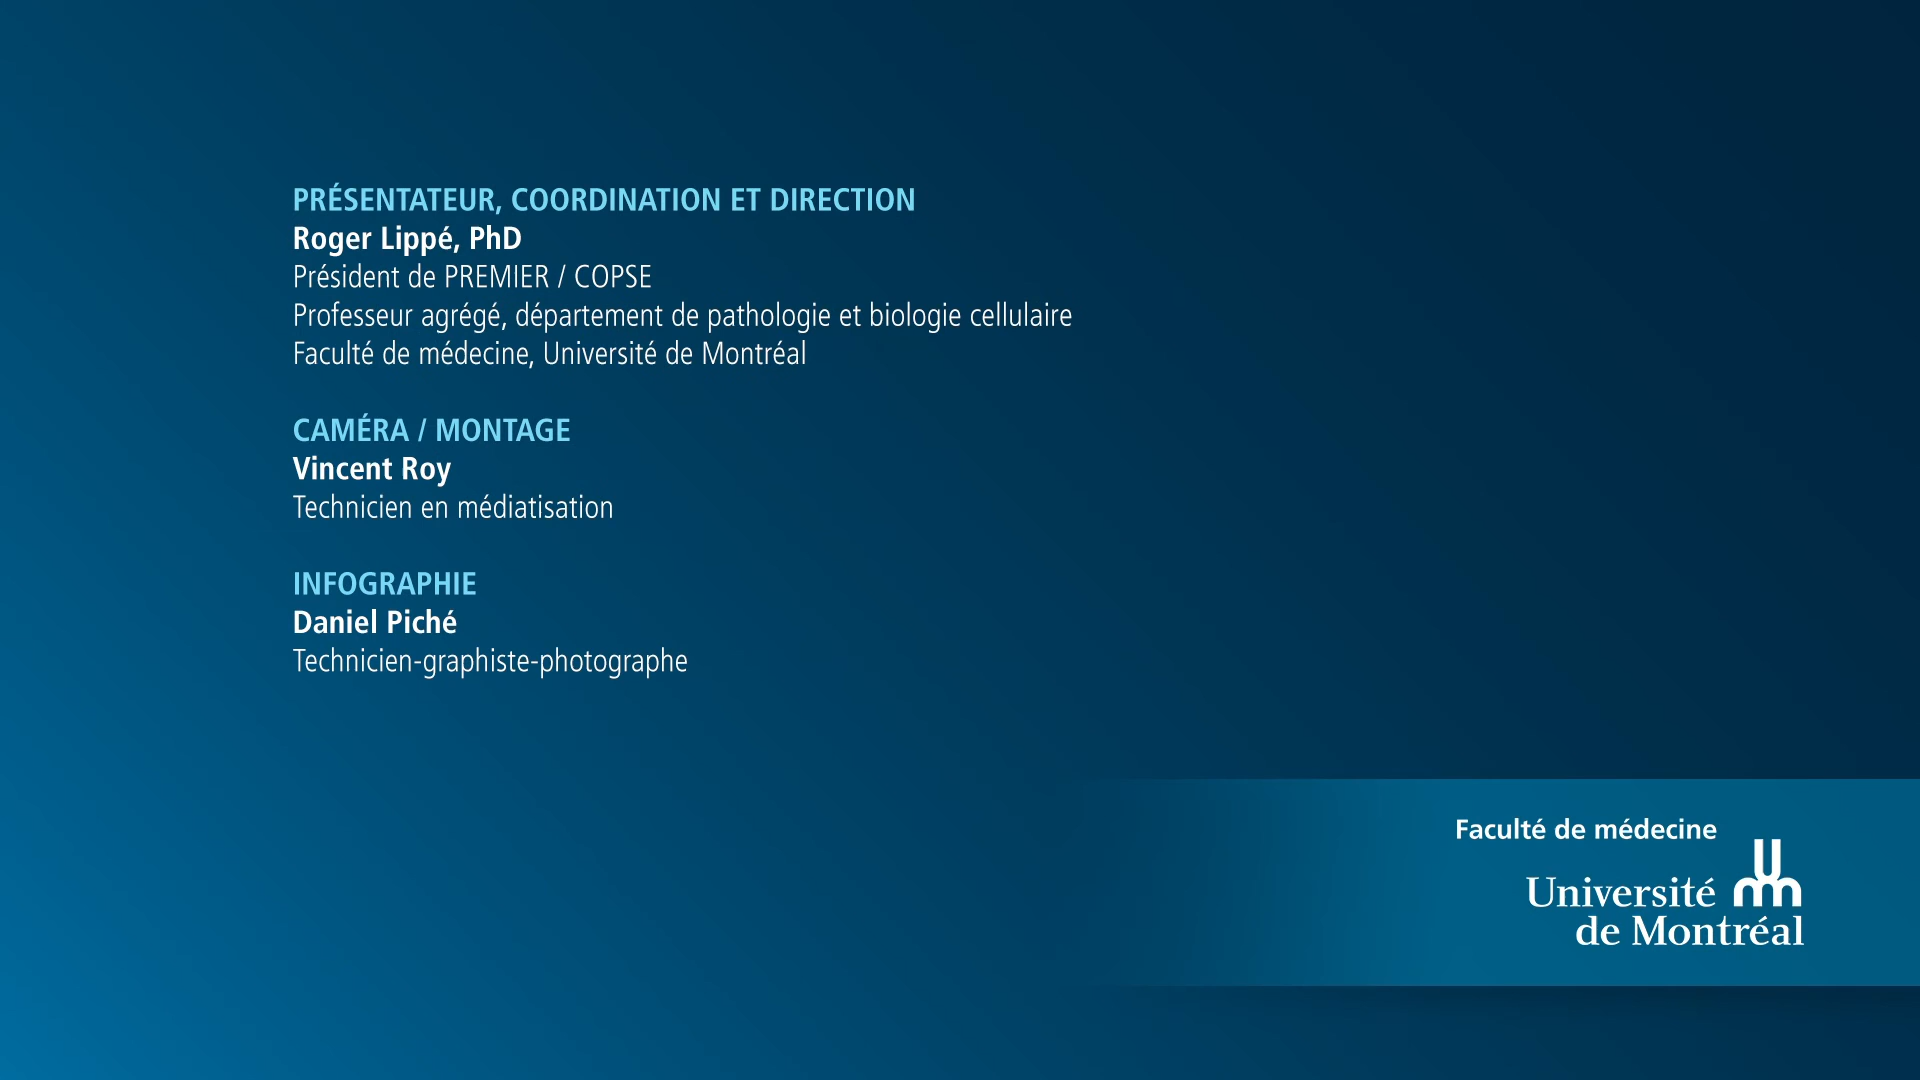 PRÉSENTATEUR, COORDINATION ET DIRECTION
Roger Lippé, PhD
Président de PREMIER / COPSE
Professeur agrégé, département de pathologie et biologie cellulaire
Faculté de médecine, Université de Montréal
CAMÉRA / MONTAGE
Vincent Roy
Technicien en médiatisation
INFOGRAPHIE
Daniel Piché
Technicien-graphiste-photographe
Faculté de médecine
Université
de Montréal